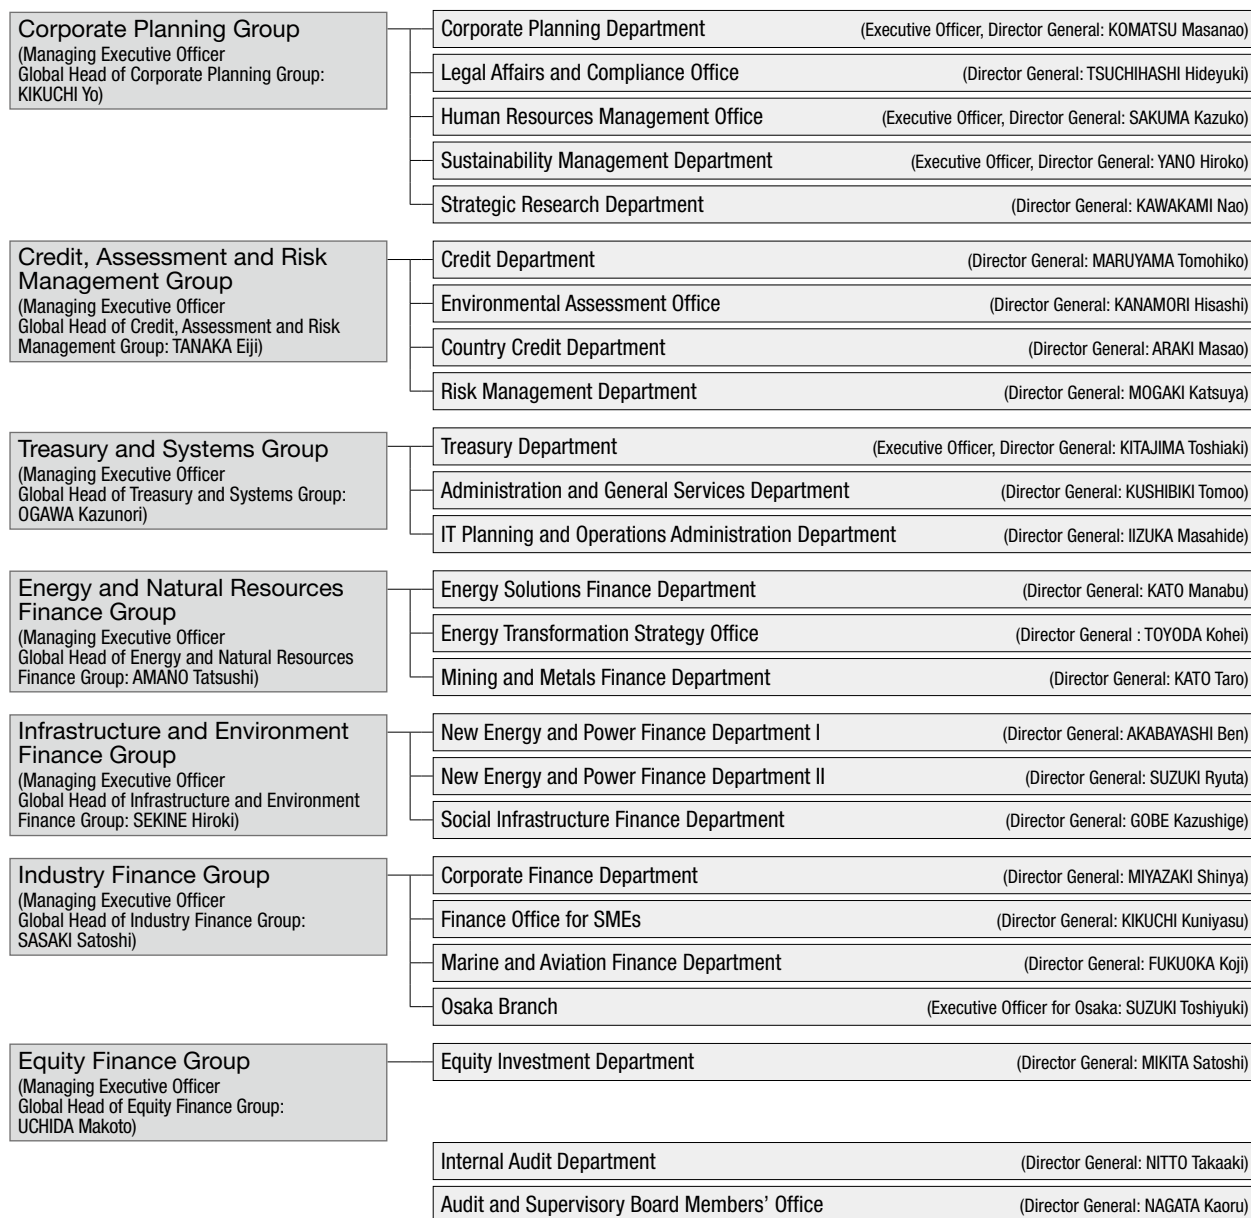 Corporate Planning Group
(Managing Executive Officer
Global Head of Corporate Planning Group:
KIKUCHI Yo)
Corporate Planning Department (Executive Officer, Director General: KOMATSU Masanao)
Legal Affairs and Compliance Office (Director General: TSUCHIHASHI Hideyuki)
Human Resources Management Office (Executive Officer, Director General: SAKUMA Kazuko)
Sustainability Management Department (Executive Officer, Director General: YANO Hiroko)
Strategic Research Department (Director General: KAWAKAMI Nao)
Credit, Assessment and Risk
Management Group
(Managing Executive Officer
Global Head of Credit, Assessment and Risk
Management Group: TANAKA Eiji)
Credit Department (Director General: MARUYAMA Tomohiko)
Environmental Assessment Office (Director General: KANAMORI Hisashi)
Country Credit Department (Director General: ARAKI Masao)
Risk Management Department (Director General: MOGAKI Katsuya)
Treasury and Systems Group
(Managing Executive Officer
Global Head of Treasury and Systems Group:
OGAWA Kazunori)
Treasury Department (Executive Officer, Director General: KITAJIMA Toshiaki)
Administration and General Services Department (Director General: KUSHIBIKI Tomoo)
IT Planning and Operations Administration Department (Director General: IIZUKA Masahide)
Energy and Natural Resources
Finance Group
(Managing Executive Officer
Global Head of Energy and Natural Resources
Finance Group: AMANO Tatsushi)
Energy Solutions Finance Department (Director General: KATO Manabu)
Energy Transformation Strategy Office (Director General : TOYODA Kohei)
Mining and Metals Finance Department (Director General: KATO Taro)
Infrastructure and Environment
Finance Group
(Managing Executive Officer
Global Head of Infrastructure and Environment
Finance Group: SEKINE Hiroki)
New Energy and Power Finance Department I (Director General: AKABAYASHI Ben)
New Energy and Power Finance Department II (Director General: SUZUKI Ryuta)
Social Infrastructure Finance Department (Director General: GOBE Kazushige)
Industry Finance Group
(Managing Executive Officer
Global Head of Industry Finance Group:
SASAKI Satoshi)
Corporate Finance Department (Director General: MIYAZAKI Shinya)
Finance Office for SMEs (Director General: KIKUCHI Kuniyasu)
Marine and Aviation Finance Department (Director General: FUKUOKA Koji)
Osaka Branch (Executive Officer for Osaka: SUZUKI Toshiyuki)
Equity Finance Group
(Managing Executive Officer
Global Head of Equity Finance Group:
UCHIDA Makoto)
Equity Investment Department (Director General: MIKITA Satoshi)
Internal Audit Department (Director General: NITTO Takaaki)
Audit and Supervisory Board Members' Office (Director General: NAGATA Kaoru)